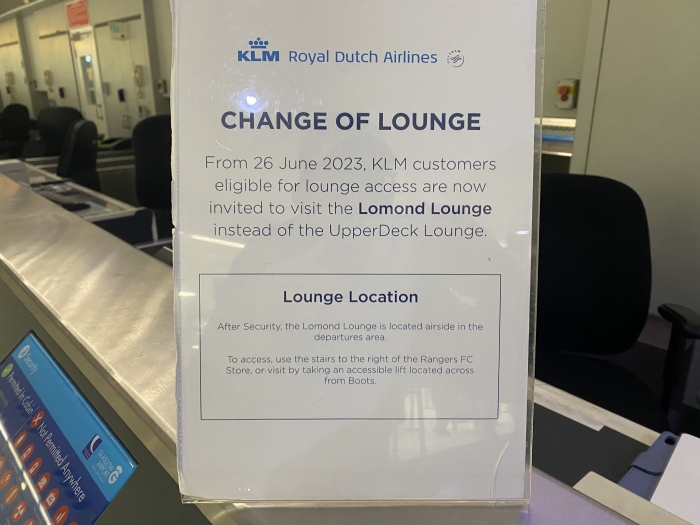 KLM Royal Dutch Airlines
CHANGE OF LOUNGE
From 26 June 2023, KLM customers
eligible for lounge access are now
invited to visit the Lomond Lounge
instead of the UpperDeck Lounge.
Lounge Location
After Security, the Lomond Lounge is located airside in the
departures area.
To access, use the stairs to the right of the Rangers FC
Store, or visit by taking an accessible lift located across
from Boots.
Security
Permitted In Cabin
Not Permitted Anywhere
GLASGOW
AIRPORT